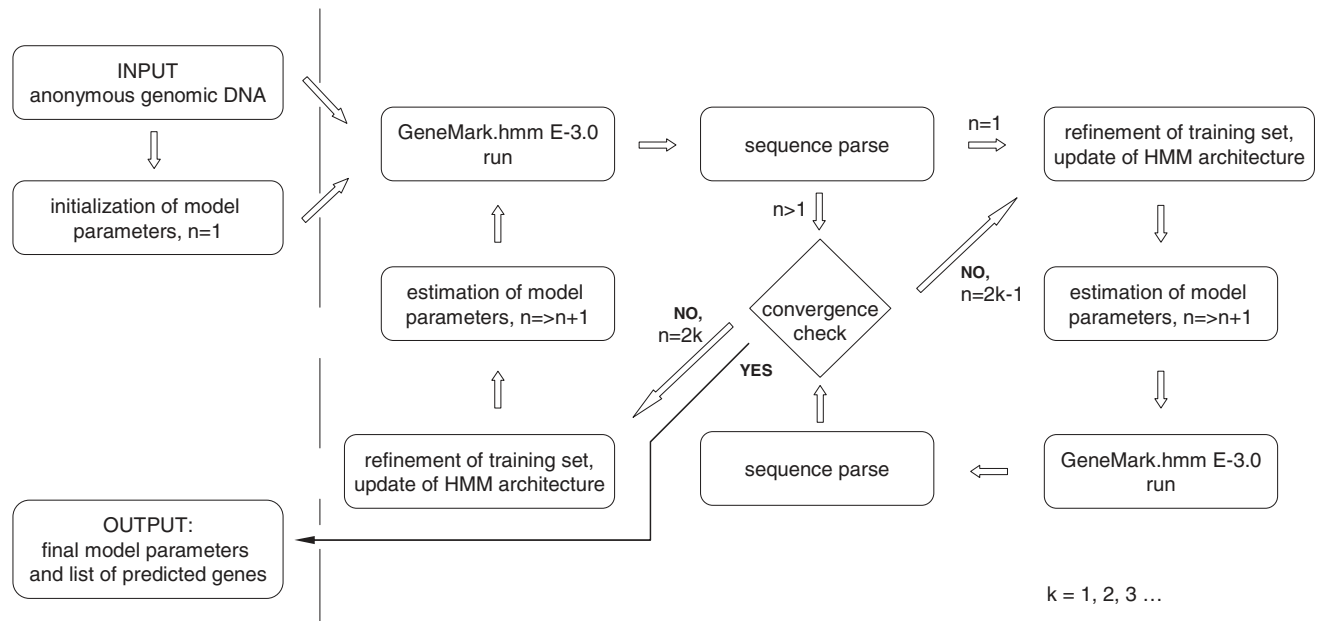 INPUT
anonymous genomic DNA
initialization of model
parameters, n=1
GeneMark.hmm E-3.0
run
sequence parse
n=1
refinement of training set,
update of HMM architecture
n>1
estimation of model
parameters, n=>n+1
NO,
n=2k
convergence
check
YES
NO,
n=2k-1
estimation of model
parameters, n=>n+1
refinement of training set,
update of HMM architecture
sequence parse
GeneMark.hmm E-3.0
run
OUTPUT:
final model parameters
and list of predicted genes
k = 1, 2, 3 ...